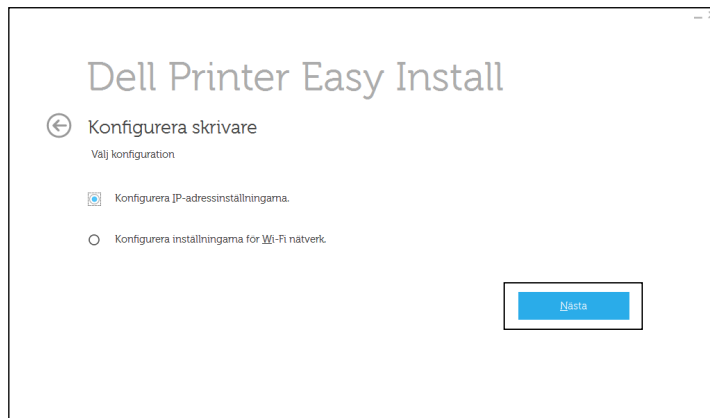 Dell Printer Easy Install
Konfigurera skrivare
Välj konfiguration
Konfigurera IP-adressinställningarna.
Konfigurera inställningarna för Wi-Fi nätverk.
Nästa